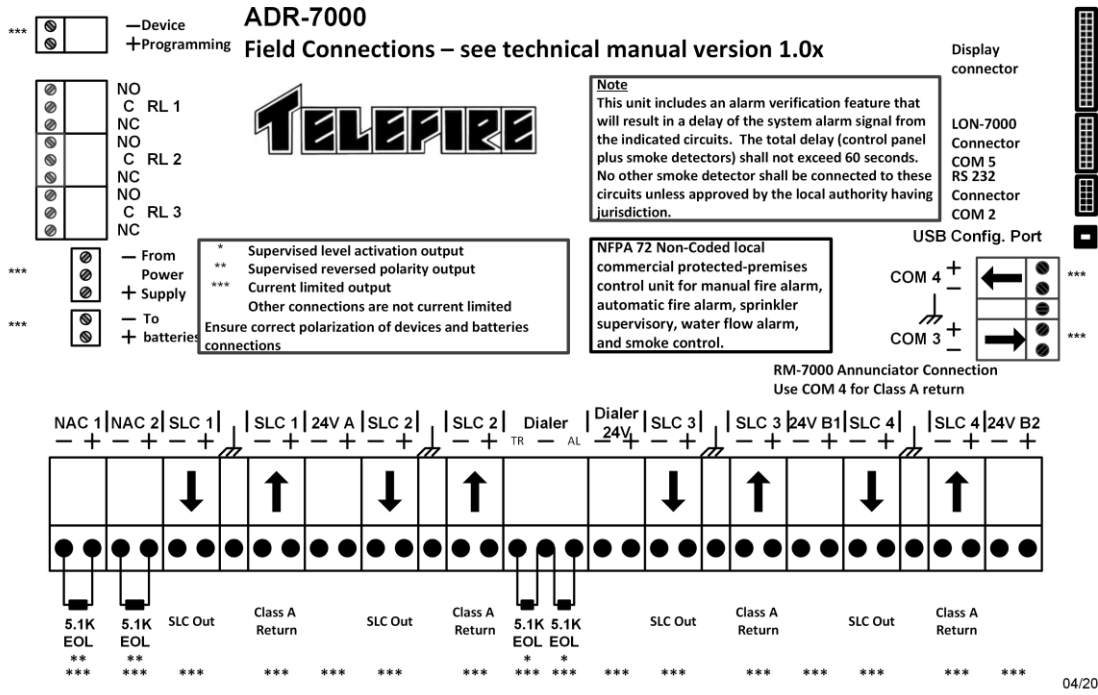 ADR-7000
Field Connections – see technical manual version 1.0x
*** –Device
+Programming
NO
C RL 1
NC
NO
C RL 2
NC
NO
C RL 3
NC
TELEFIRE
Note
This unit includes an alarm verification feature that
will result in a delay of the system alarm signal from
the indicated circuits. The total delay (control panel
plus smoke detectors) shall not exceed 60 seconds.
No other smoke detector shall be connected to these
circuits unless approved by the local authority having
jurisdiction.
Display
connector
LON-7000
Connector
COM 5
RS 232
Connector
COM 2
USB Config. Port
– From
*** Power
+ Supply
*** – To
+ batteries
* Supervised level activation output
** Supervised reversed polarity output
*** Current limited output
Other connections are not current limited
Ensure correct polarization of devices and batteries
connections
NFPA 72 Non-Coded local
commercial protected-premises
control unit for manual fire alarm,
automatic fire alarm, sprinkler
supervisory, water flow alarm,
and smoke control.
COM 4 + ***
–
COM 3 + ***
–
RM-7000 Annunciator Connection
Use COM 4 for Class A return
NAC 1 NAC 2 SLC 1 SLC 1 24V A SLC 2 SLC 2 Dialer Dialer 24V SLC 3 SLC 3 24V B1 SLC 4 SLC 4 24V B2
– + – + – + – + – + – + – + TR – AL – + – + – + – + – + – + – +
5.1K EOL 5.1K EOL SLC Out Class A Return SLC Out Class A Return 5.1K EOL 5.1K EOL SLC Out Class A Return SLC Out Class A Return
** ** * *
*** *** *** *** *** *** *** *** *** *** *** *** *** *** *** ***
04/20